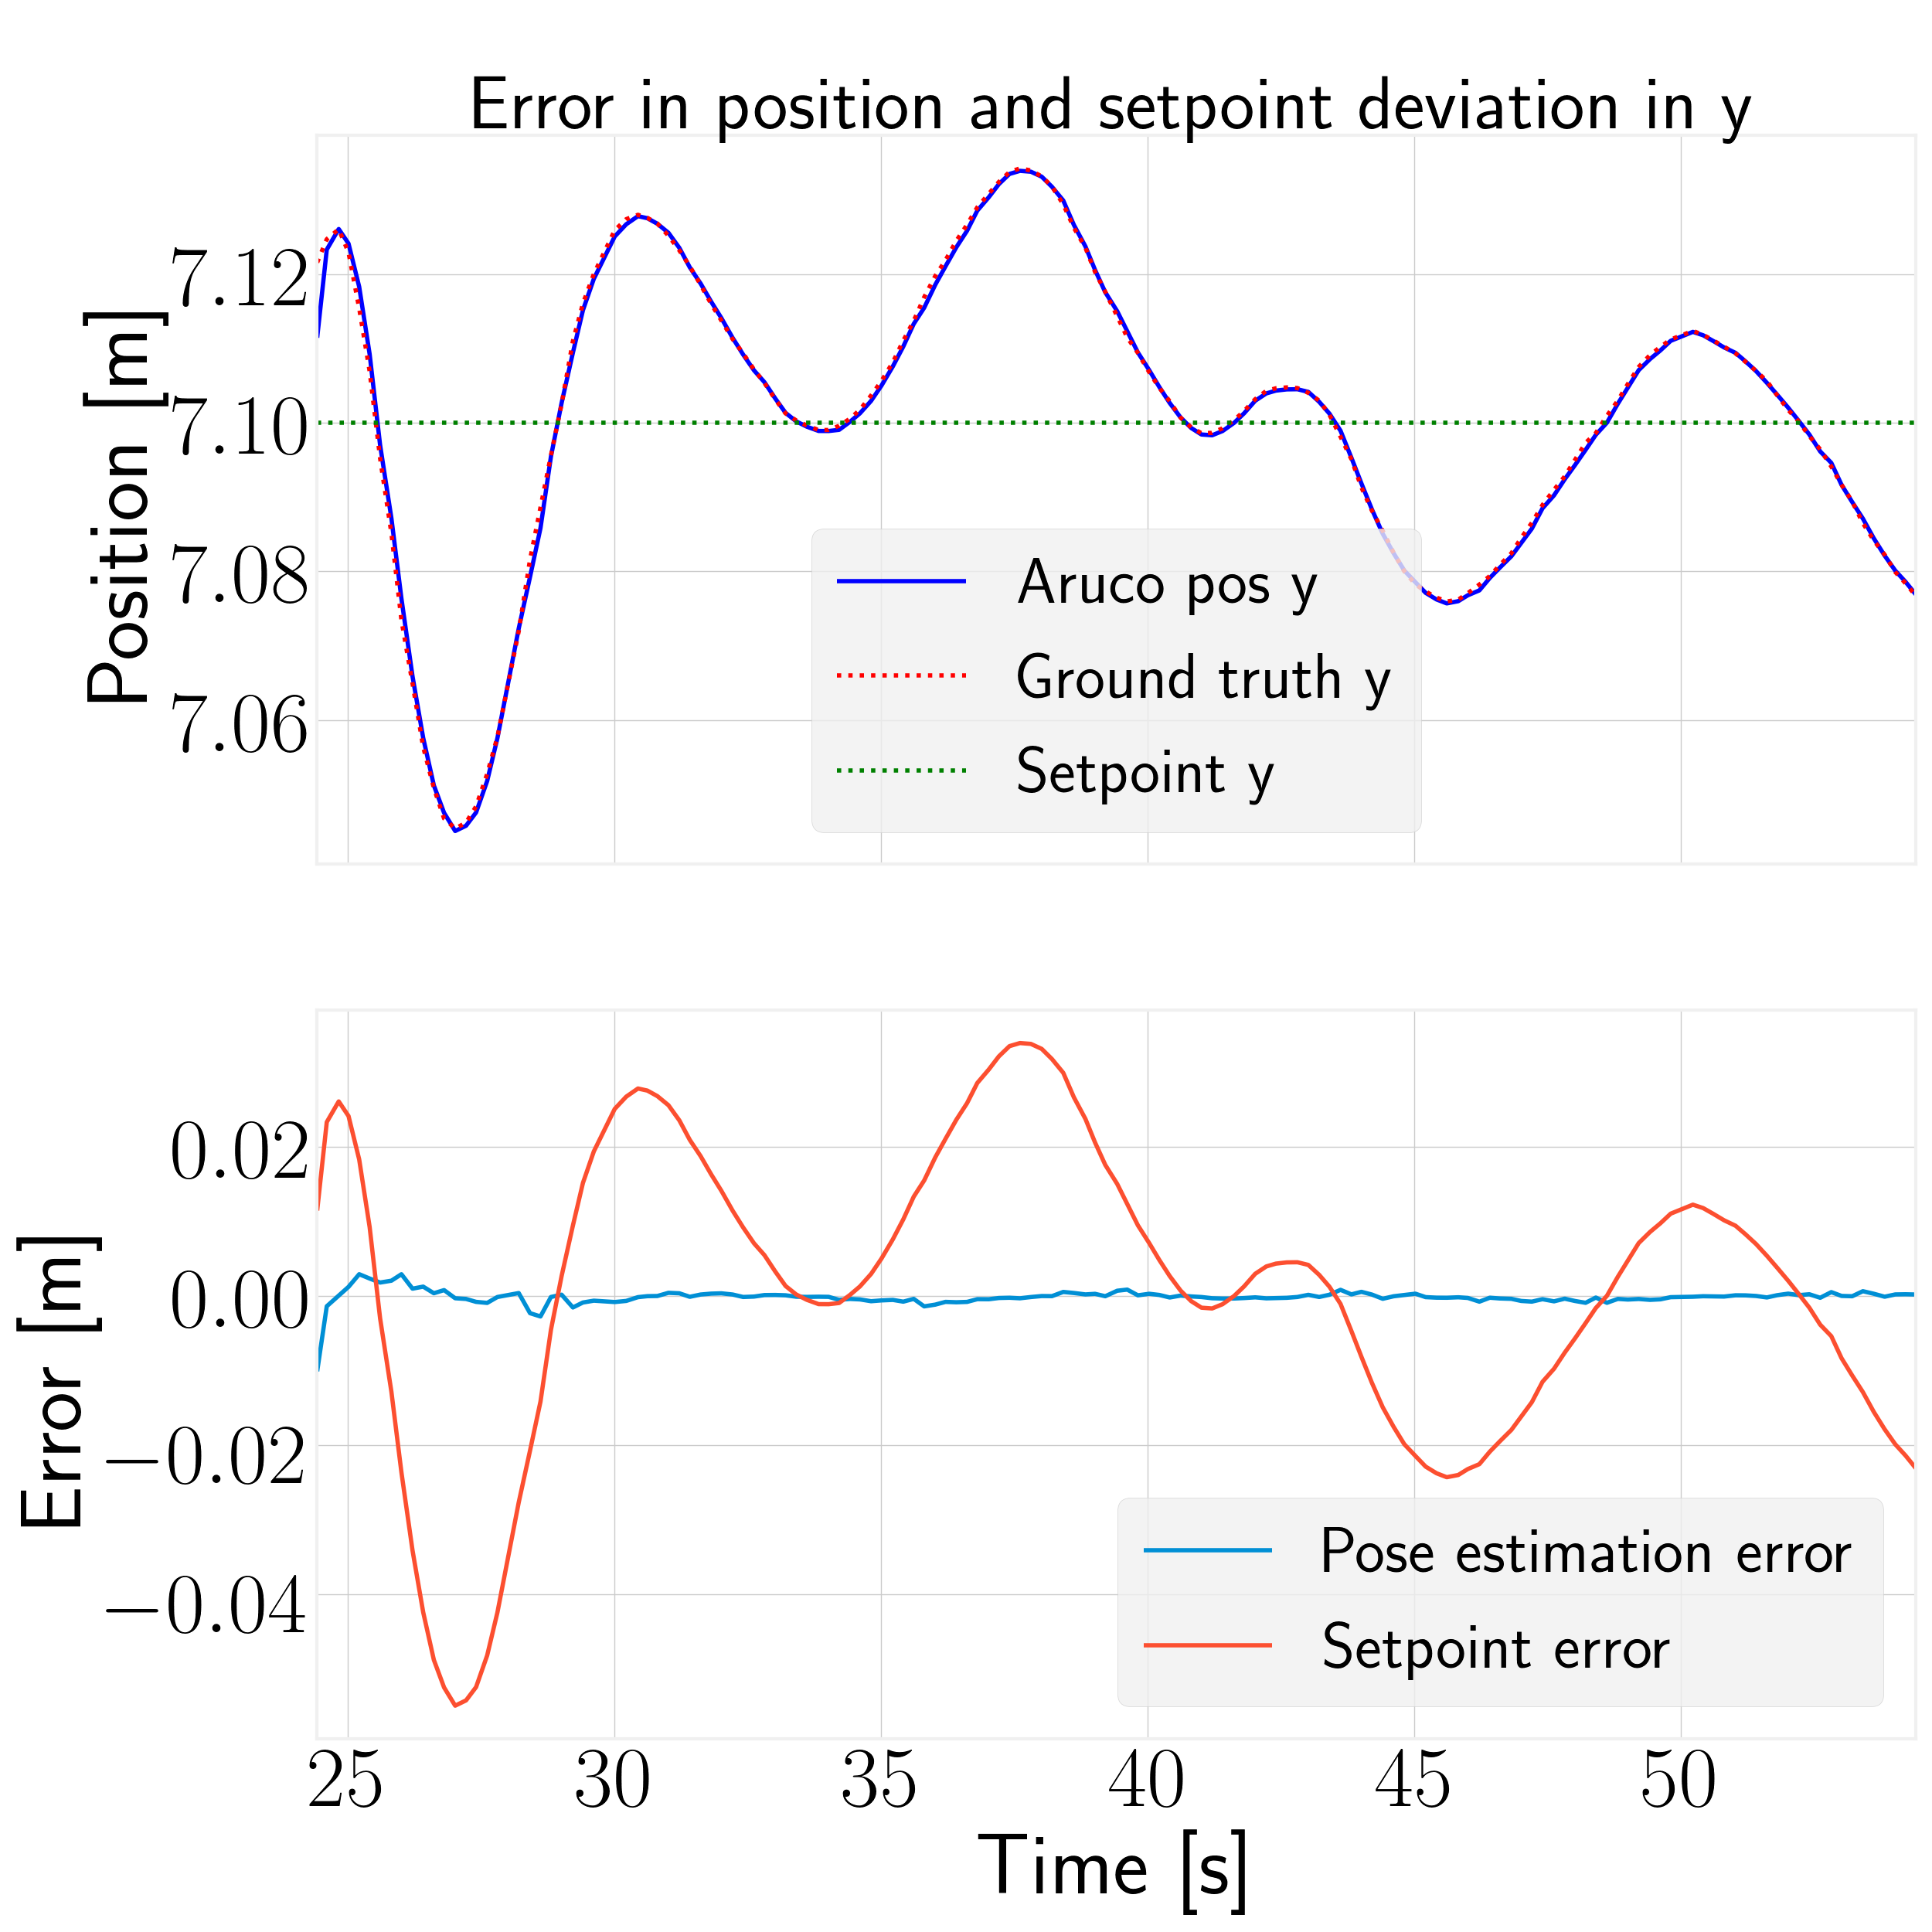 Error in position and setpoint deviation in y
Position [m]
7.12
7.10
7.08
7.06
Aruco pos y
Ground truth y
Setpoint y
Error [m]
0.02
0.00
−0.02
−0.04
Pose estimation error
Setpoint error
25 30 35 40 45 50
Time [s]